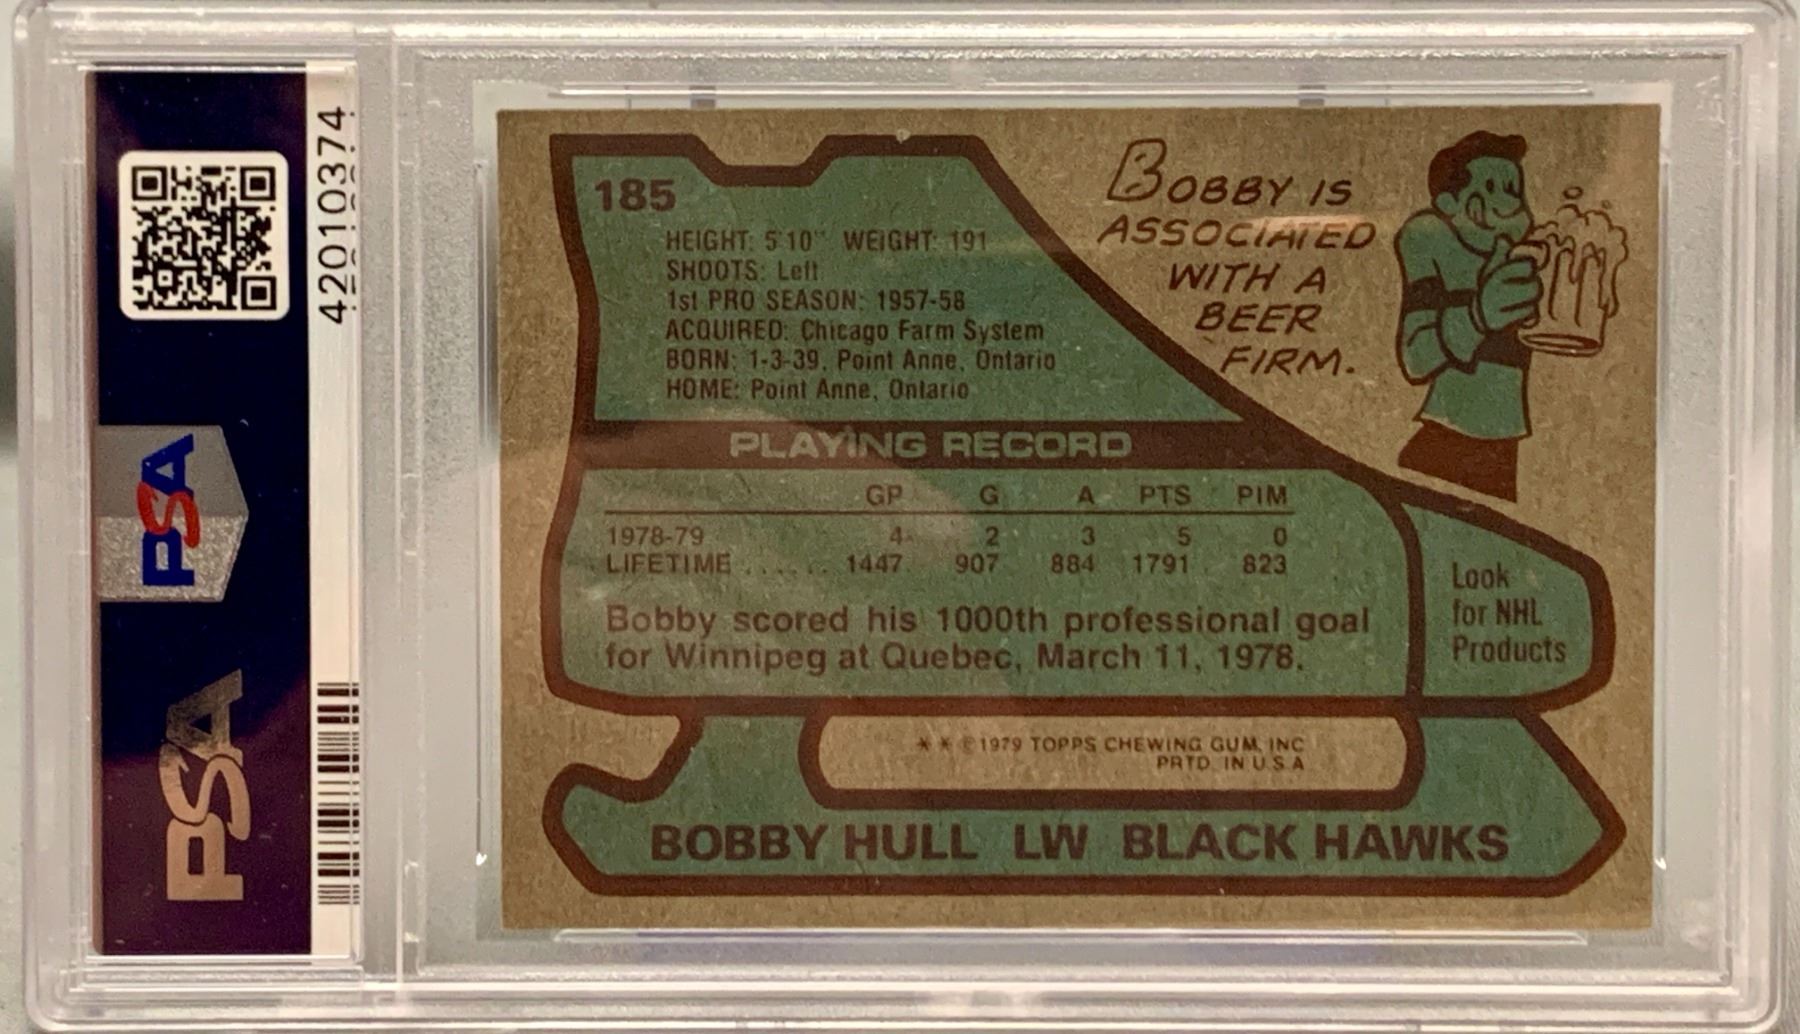 42010374
PSA
PSA
185
HEIGHT: 5'10" WEIGHT: 191
SHOOTS: Left
1st PRO SEASON: 1957-58
ACQUIRED: Chicago Farm System
BORN: 1-3-39, Point Anne, Ontario
HOME: Point Anne, Ontario
BOBBY IS
ASSOCIATED
WITH A
BEER
FIRM.
PLAYING RECORD
GP G A PTS PIM
1978-79 4 2 3 5 0
LIFETIME ...... 1447 907 884 1791 823
Bobby scored his 1000th professional goal
for Winnipeg at Quebec, March 11, 1978.
Look
for NHL
Products
* * ©1979 TOPPS CHEWING GUM, INC
PRTD. IN U.S.A
BOBBY HULL LW BLACK HAWKS